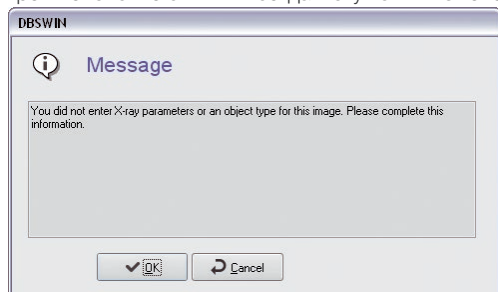 DBSWIN
Message
You did not enter X-ray parameters or an object type for this image. Please complete this
information.
OK
Cancel